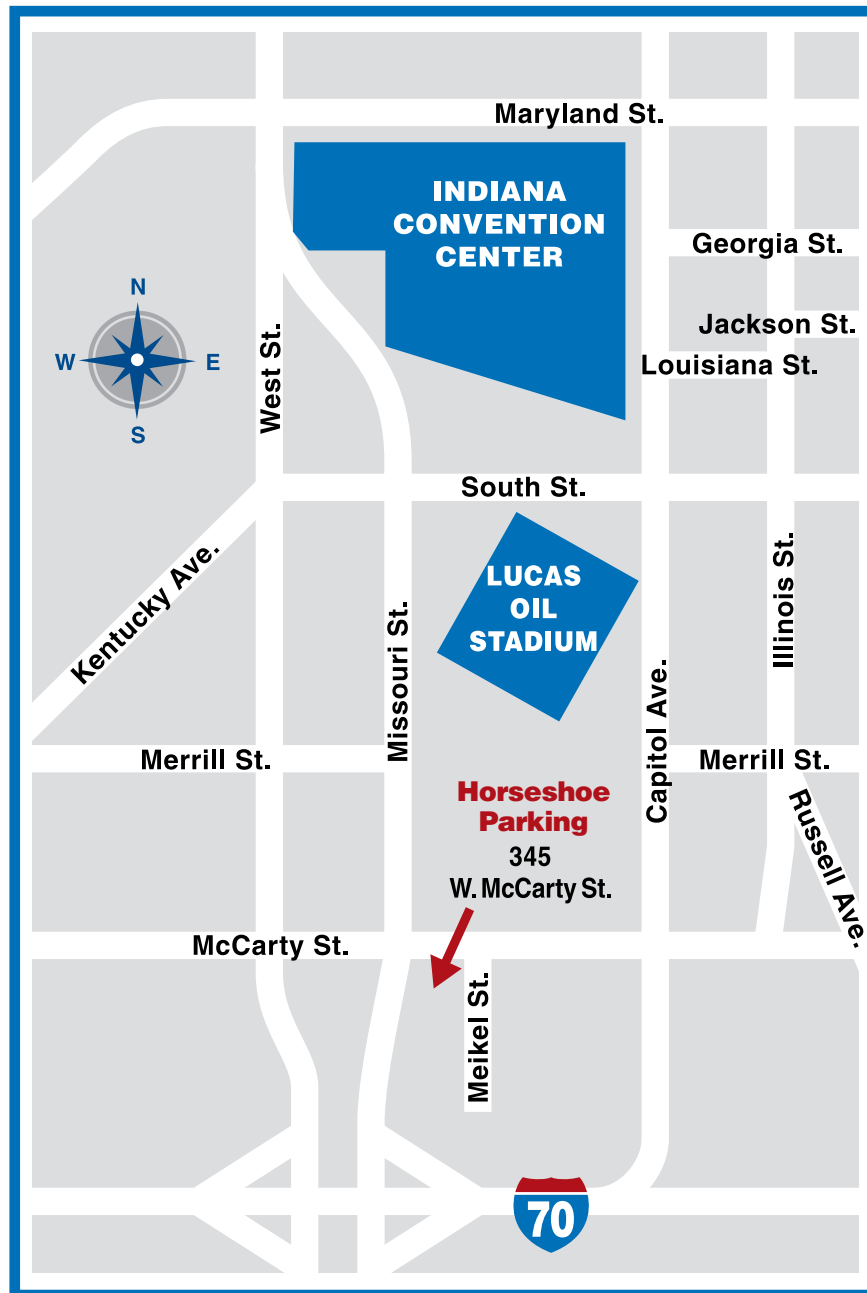 Maryland St.
INDIANA
CONVENTION
CENTER
Georgia St.
N
W
E
S
Jackson St.
West St.
Louisiana St.
South St.
Kentucky Ave.
LUCAS
OIL
STADIUM
Illinois St.
Missouri St.
Capitol Ave.
Merrill St.
Merrill St.
Horseshoe
Parking
345
W. McCarty St.
Russell Ave.
McCarty St.
Meikel St.
70